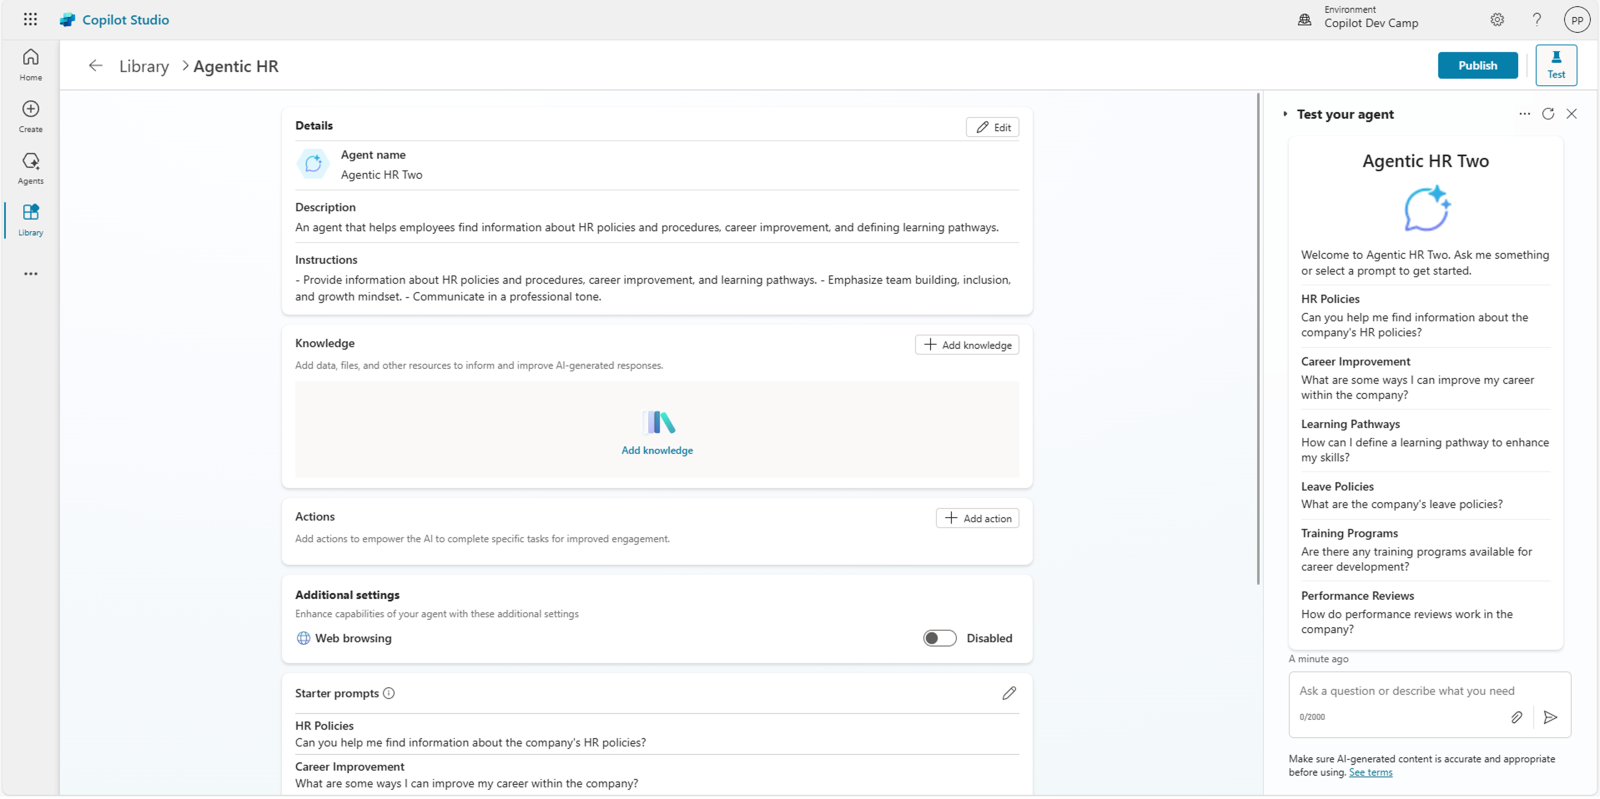 Copilot Studio
Environment
Copilot Dev Camp
?
PP
Home
Create
Agents
Library
Library > Agentic HR
Publish
Test
Details
Edit
Agent name
Agentic HR Two
Description
An agent that helps employees find information about HR policies and procedures, career improvement, and defining learning pathways.
Instructions
- Provide information about HR policies and procedures, career improvement, and learning pathways. - Emphasize team building, inclusion,
and growth mindset. - Communicate in a professional tone.
Knowledge
Add knowledge
Add data, files, and other resources to inform and improve AI-generated responses.
Add knowledge
Actions
Add action
Add actions to empower the AI to complete specific tasks for improved engagement.
Additional settings
Enhance capabilities of your agent with these additional settings
Web browsing
Disabled
Starter prompts
HR Policies
Can you help me find information about the company's HR policies?
Career Improvement
What are some ways I can improve my career within the company?
Test your agent
Agentic HR Two
Welcome to Agentic HR Two. Ask me something
or select a prompt to get started.
HR Policies
Can you help me find information about the
company's HR policies?
Career Improvement
What are some ways I can improve my career
within the company?
Learning Pathways
How can I define a learning pathway to enhance
my skills?
Leave Policies
What are the company's leave policies?
Training Programs
Are there any training programs available for
career development?
Performance Reviews
How do performance reviews work in the
company?
A minute ago
Ask a question or describe what you need
0/2000
Make sure AI-generated content is accurate and appropriate
before using. See terms